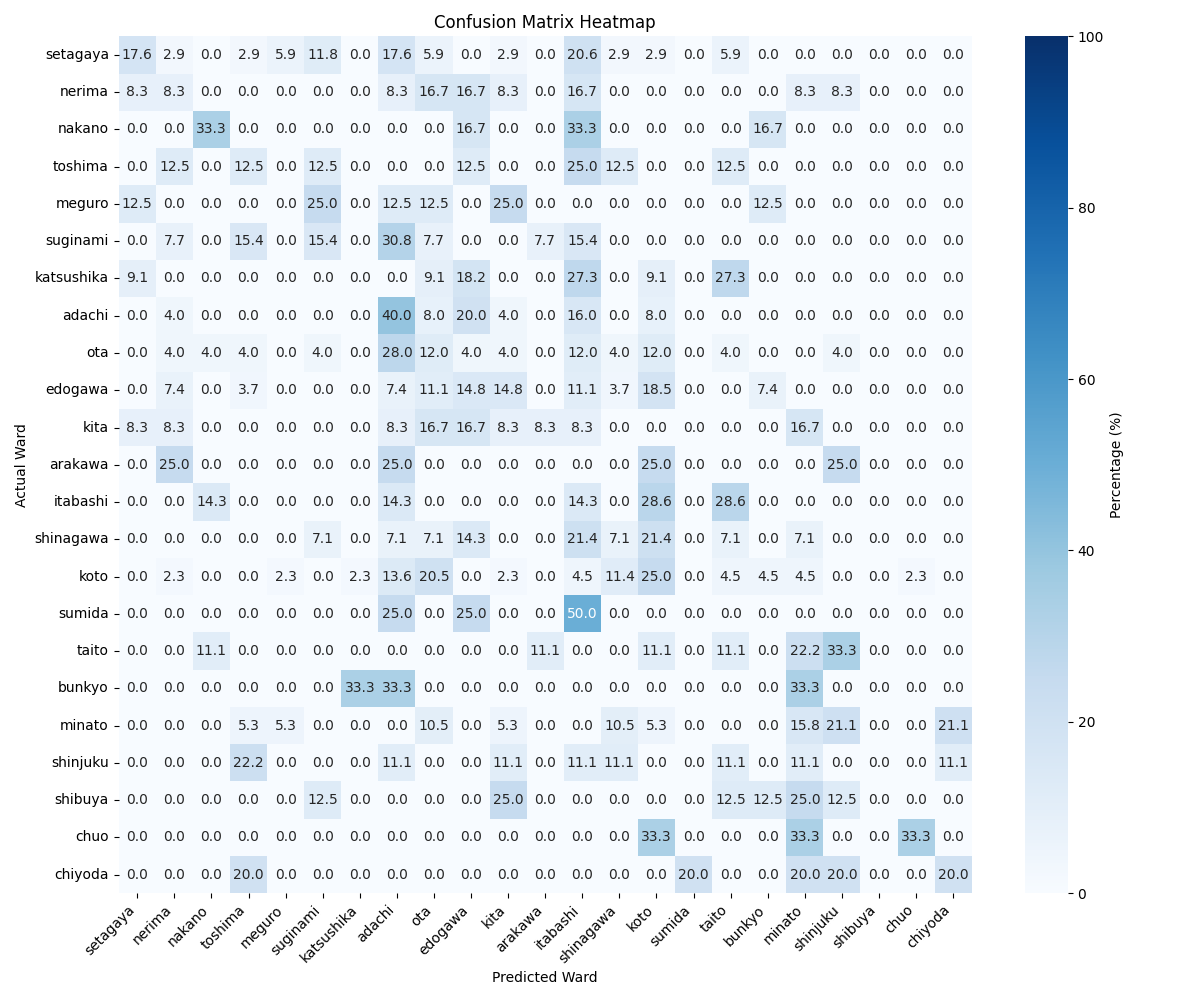 Confusion Matrix Heatmap
setagaya 17.6 2.9 0.0 2.9 5.9 11.8 0.0 17.6 5.9 0.0 2.9 0.0 20.6 2.9 2.9 0.0 5.9 0.0 0.0 0.0 0.0 0.0 0.0
nerima 8.3 8.3 0.0 0.0 0.0 0.0 0.0 8.3 16.7 16.7 8.3 0.0 16.7 0.0 0.0 0.0 0.0 0.0 8.3 8.3 0.0 0.0 0.0
nakano 0.0 0.0 33.3 0.0 0.0 0.0 0.0 0.0 0.0 16.7 0.0 0.0 33.3 0.0 0.0 0.0 0.0 16.7 0.0 0.0 0.0 0.0 0.0
toshima 0.0 12.5 0.0 12.5 0.0 12.5 0.0 0.0 0.0 12.5 0.0 0.0 25.0 12.5 0.0 0.0 12.5 0.0 0.0 0.0 0.0 0.0 0.0
meguro 12.5 0.0 0.0 0.0 0.0 25.0 0.0 12.5 12.5 0.0 25.0 0.0 0.0 0.0 0.0 0.0 0.0 12.5 0.0 0.0 0.0 0.0 0.0
suginami 0.0 7.7 0.0 15.4 0.0 15.4 0.0 30.8 7.7 0.0 0.0 7.7 15.4 0.0 0.0 0.0 0.0 0.0 0.0 0.0 0.0 0.0 0.0
katsushika 9.1 0.0 0.0 0.0 0.0 0.0 0.0 0.0 9.1 18.2 0.0 0.0 27.3 0.0 9.1 0.0 27.3 0.0 0.0 0.0 0.0 0.0 0.0
adachi 0.0 4.0 0.0 0.0 0.0 0.0 0.0 40.0 8.0 20.0 4.0 0.0 16.0 0.0 8.0 0.0 0.0 0.0 0.0 0.0 0.0 0.0 0.0
ota 0.0 4.0 4.0 4.0 0.0 4.0 0.0 28.0 12.0 4.0 4.0 0.0 12.0 4.0 12.0 0.0 4.0 0.0 0.0 4.0 0.0 0.0 0.0
edogawa 0.0 7.4 0.0 3.7 0.0 0.0 0.0 7.4 11.1 14.8 14.8 0.0 11.1 3.7 18.5 0.0 0.0 7.4 0.0 0.0 0.0 0.0 0.0
kita 8.3 8.3 0.0 0.0 0.0 0.0 0.0 8.3 16.7 16.7 8.3 8.3 8.3 0.0 0.0 0.0 0.0 0.0 16.7 0.0 0.0 0.0 0.0
arakawa 0.0 25.0 0.0 0.0 0.0 0.0 0.0 25.0 0.0 0.0 0.0 0.0 0.0 0.0 25.0 0.0 0.0 0.0 0.0 25.0 0.0 0.0 0.0
itabashi 0.0 0.0 14.3 0.0 0.0 0.0 0.0 14.3 0.0 0.0 0.0 0.0 14.3 0.0 28.6 0.0 28.6 0.0 0.0 0.0 0.0 0.0 0.0
shinagawa 0.0 0.0 0.0 0.0 0.0 7.1 0.0 7.1 7.1 14.3 0.0 0.0 21.4 7.1 21.4 0.0 7.1 0.0 7.1 0.0 0.0 0.0 0.0
koto 0.0 2.3 0.0 0.0 2.3 0.0 2.3 13.6 20.5 0.0 2.3 0.0 4.5 11.4 25.0 0.0 4.5 4.5 4.5 0.0 0.0 2.3 0.0
sumida 0.0 0.0 0.0 0.0 0.0 0.0 0.0 25.0 0.0 25.0 0.0 0.0 50.0 0.0 0.0 0.0 0.0 0.0 0.0 0.0 0.0 0.0 0.0
taito 0.0 0.0 11.1 0.0 0.0 0.0 0.0 0.0 0.0 0.0 0.0 11.1 0.0 0.0 11.1 0.0 11.1 0.0 22.2 33.3 0.0 0.0 0.0
bunkyo 0.0 0.0 0.0 0.0 0.0 0.0 33.3 33.3 0.0 0.0 0.0 0.0 0.0 0.0 0.0 0.0 0.0 0.0 33.3 0.0 0.0 0.0 0.0
minato 0.0 0.0 0.0 5.3 5.3 0.0 0.0 0.0 10.5 0.0 5.3 0.0 0.0 10.5 5.3 0.0 0.0 0.0 15.8 21.1 0.0 0.0 21.1
shinjuku 0.0 0.0 0.0 22.2 0.0 0.0 0.0 11.1 0.0 0.0 11.1 0.0 11.1 11.1 0.0 0.0 11.1 0.0 11.1 0.0 0.0 0.0 11.1
shibuya 0.0 0.0 0.0 0.0 0.0 12.5 0.0 0.0 0.0 0.0 25.0 0.0 0.0 0.0 0.0 0.0 12.5 12.5 25.0 12.5 0.0 0.0 0.0
chuo 0.0 0.0 0.0 0.0 0.0 0.0 0.0 0.0 0.0 0.0 0.0 0.0 0.0 0.0 33.3 0.0 0.0 0.0 33.3 0.0 0.0 33.3 0.0
chiyoda 0.0 0.0 0.0 20.0 0.0 0.0 0.0 0.0 0.0 0.0 0.0 0.0 0.0 0.0 0.0 20.0 0.0 0.0 20.0 20.0 0.0 0.0 20.0
setagaya nerima nakano toshima meguro suginami katsushika adachi ota edogawa kita arakawa itabashi shinagawa koto sumida taito bunkyo minato shinjuku shibuya chuo chiyoda
Predicted Ward
Actual Ward
100
80
60
40
20
0
Percentage (%)